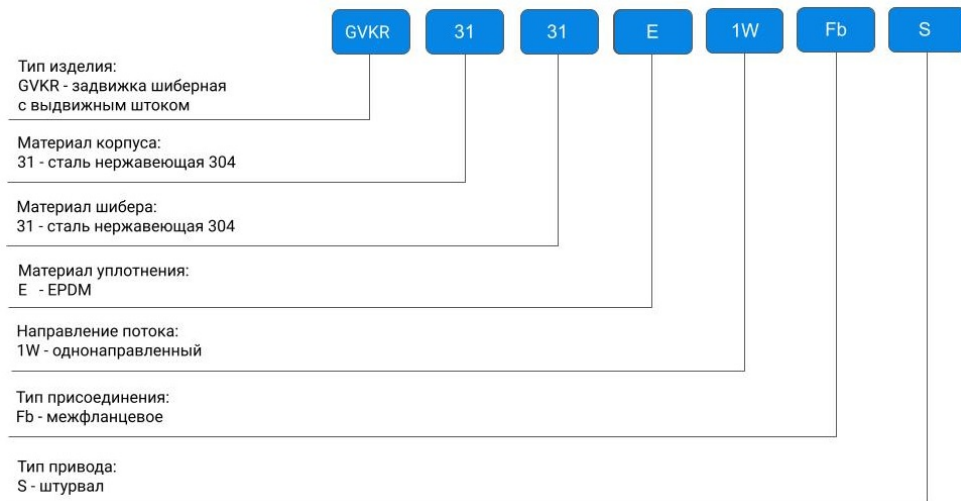 GVKR 31 31 E 1W Fb S
Тип изделия:
GVKR - задвижка шиберная
с выдвижным штоком
Материал корпуса:
31 - сталь нержавеющая 304
Материал шибера:
31 - сталь нержавеющая 304
Материал уплотнения:
E - EPDM
Направление потока:
1W - однонаправленный
Тип присоединения:
Fb - межфланцевое
Тип привода:
S - штурвал